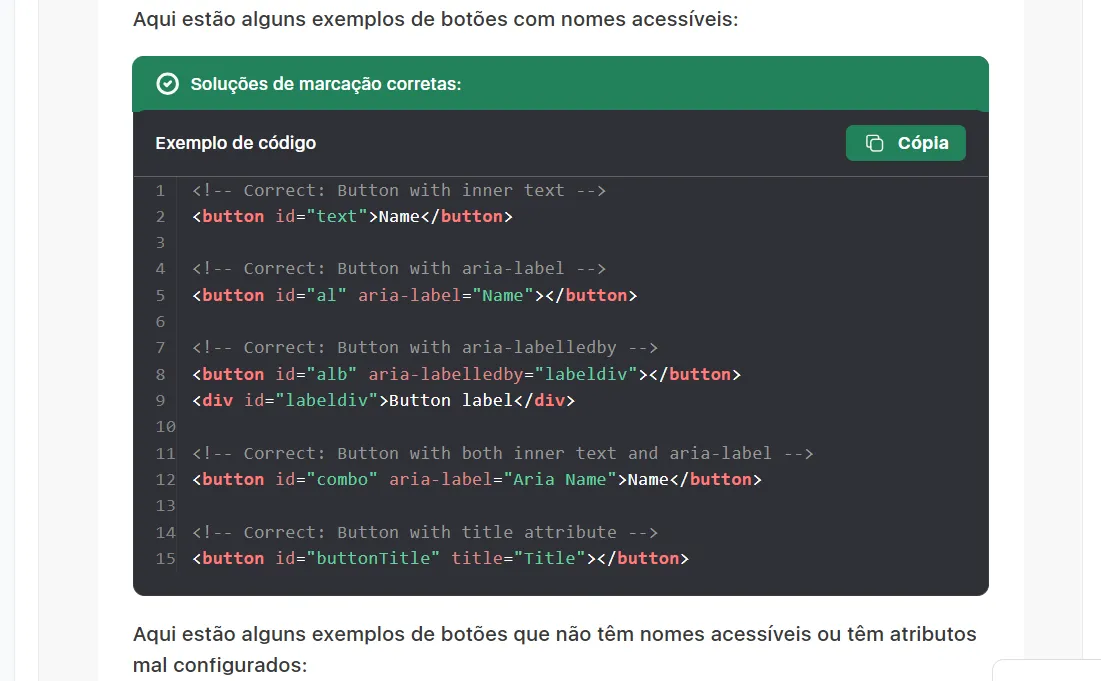 Aqui estão alguns exemplos de botões com nomes acessíveis:
Soluções de marcação corretas:
Exemplo de código
Cópia
1 <!-- Correct: Button with inner text -->
2 <button id="text">Name</button>
3
4 <!-- Correct: Button with aria-label -->
5 <button id="al" aria-label="Name"></button>
6
7 <!-- Correct: Button with aria-labelledby -->
8 <button id="alb" aria-labelledby="labeldiv"></button>
9 <div id="labeldiv">Button label</div>
10
11 <!-- Correct: Button with both inner text and aria-label -->
12 <button id="combo" aria-label="Aria Name">Name</button>
13
14 <!-- Correct: Button with title attribute -->
15 <button id="buttonTitle" title="Title"></button>
Aqui estão alguns exemplos de botões que não têm nomes acessíveis ou têm atributos
mal configurados: